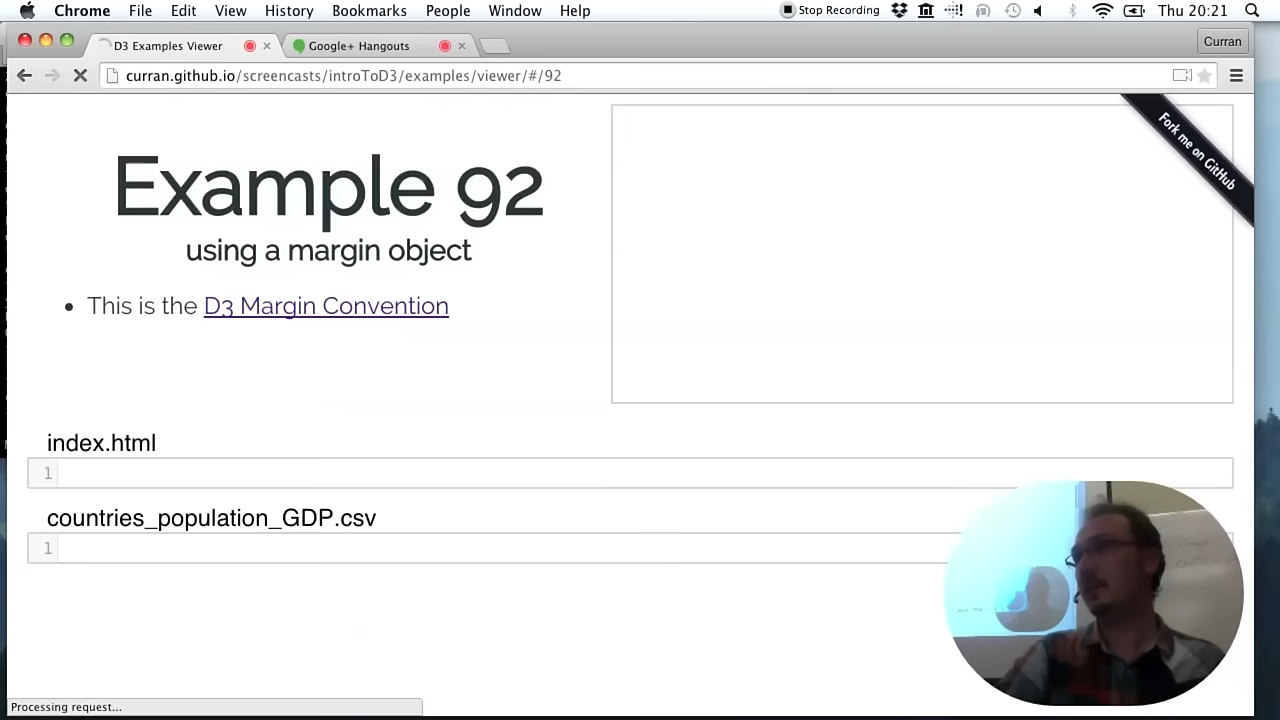 Chrome File Edit View History Bookmarks People Window Help Stop Recording Thu 20:21
D3 Examples Viewer Google+ Hangouts Curran
curran.github.io/screencasts/introToD3/examples/viewer/#/92
Fork me on GitHub
Example 92
using a margin object
• This is the D3 Margin Convention
index.html
1
countries_population_GDP.csv
1
Processing request...